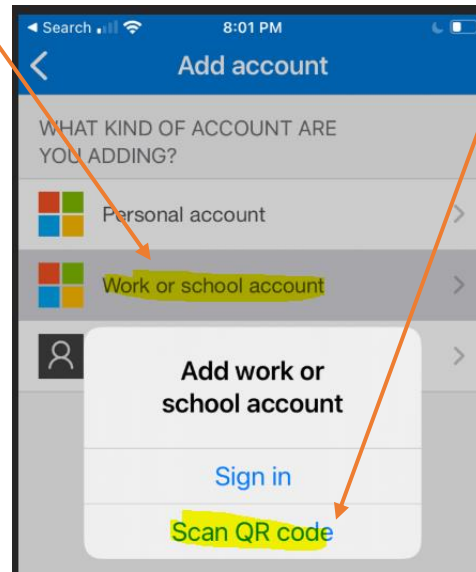 Search 8:01 PM
Add account
WHAT KIND OF ACCOUNT ARE
YOU ADDING?
Personal account
Work or school account
Add work or
school account
Sign in
Scan QR code